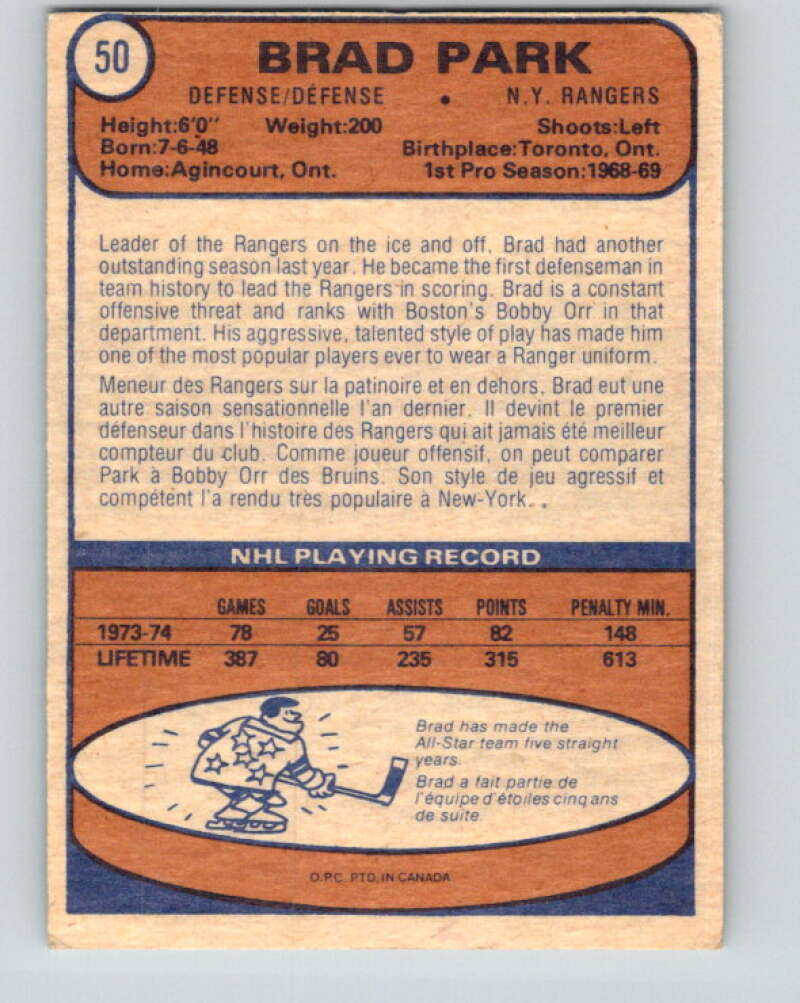 50
BRAD PARK
DEFENSE/DÉFENSE • N.Y. RANGERS
Height:6'0" Weight:200 Shoots:Left
Born:7-6-48 Birthplace:Toronto, Ont.
Home:Agincourt, Ont. 1st Pro Season:1968-69
Leader of the Rangers on the ice and off, Brad had another
outstanding season last year. He became the first defenseman in
team history to lead the Rangers in scoring. Brad is a constant
offensive threat and ranks with Boston's Bobby Orr in that
department. His aggressive, talented style of play has made him
one of the most popular players ever to wear a Ranger uniform.
Meneur des Rangers sur la patinoire et en dehors, Brad eut une
autre saison sensationnelle l'an dernier. Il devint le premier
défenseur dans l'histoire des Rangers qui ait jamais été meilleur
compteur du club. Comme joueur offensif, on peut comparer
Park à Bobby Orr des Bruins. Son style de jeu agressif et
compétent l'a rendu très populaire à New-York.
NHL PLAYING RECORD
GAMES GOALS ASSISTS POINTS PENALTY MIN.
1973-74 78 25 57 82 148
LIFETIME 387 80 235 315 613
Brad has made the
All-Star team five straight
years.
Brad a fait partie de
l'équipe d'étoiles cinq ans
de suite.
O.P.C. PTD. IN CANADA